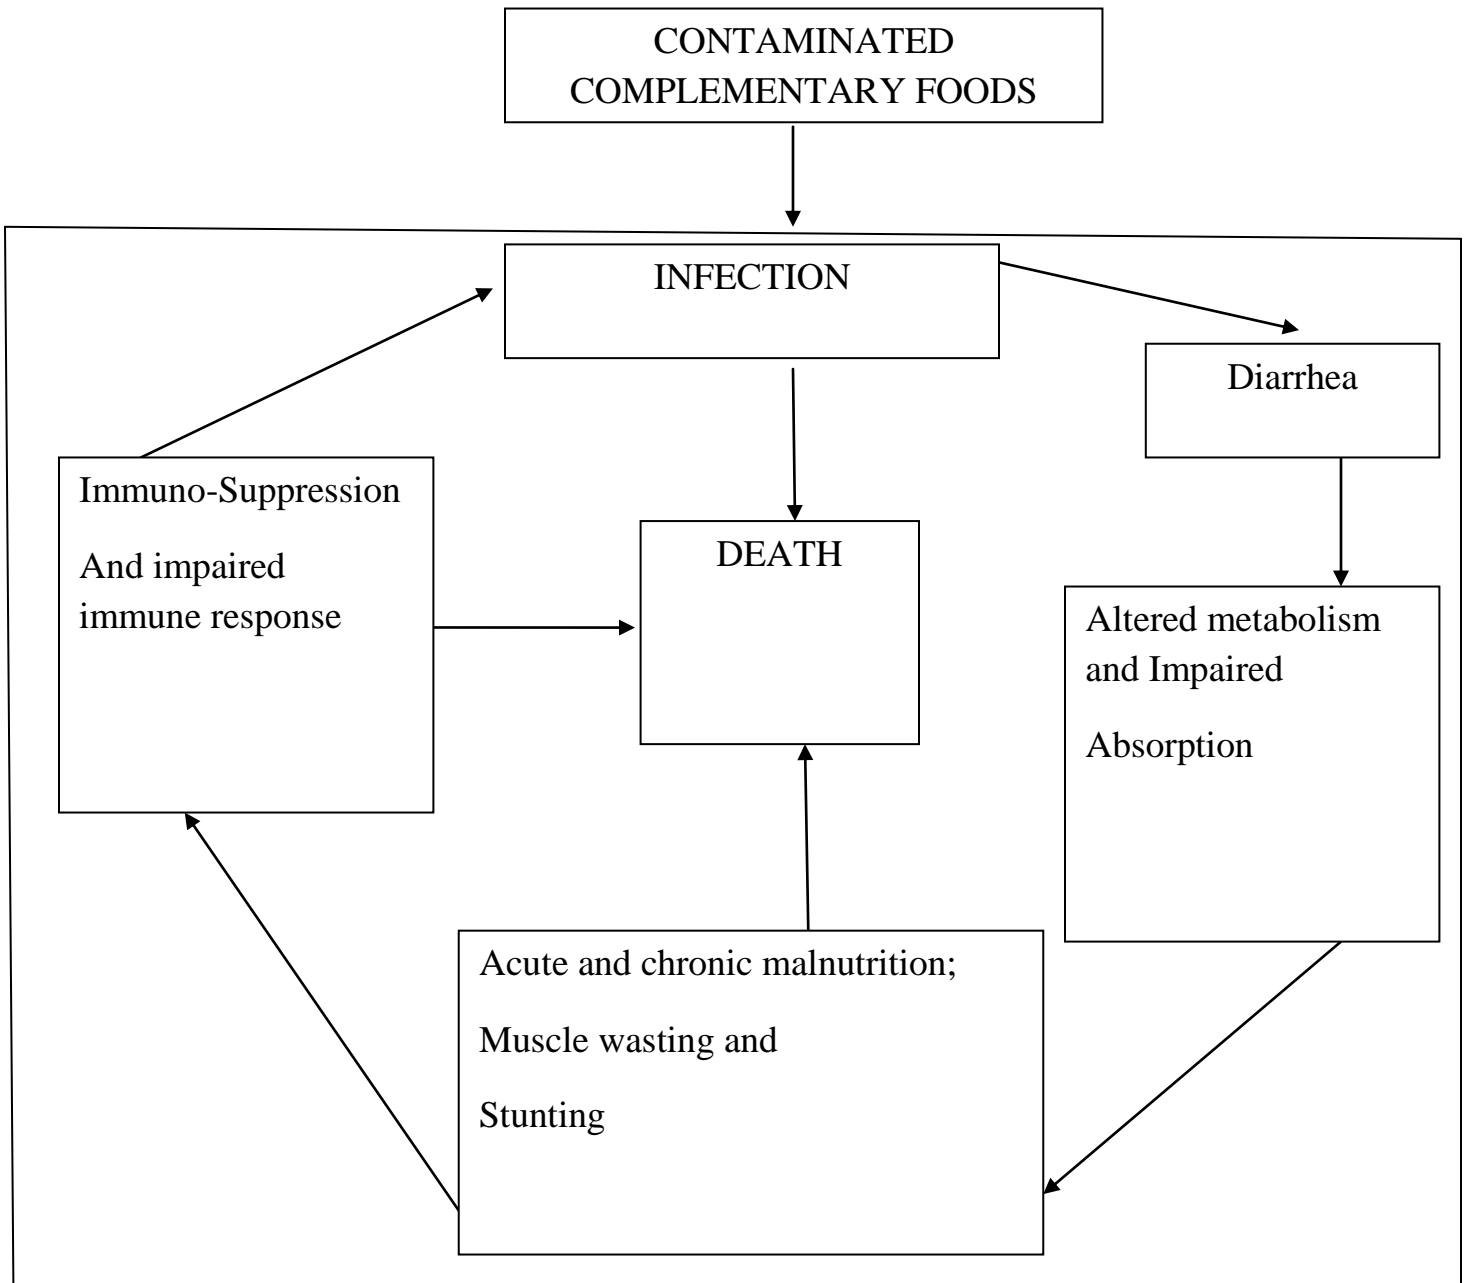 CONTAMINATED
COMPLEMENTARY FOODS
INFECTION
Diarrhea
Immuno-Suppression
And impaired
immune response
DEATH
Altered metabolism
and Impaired
Absorption
Acute and chronic malnutrition;
Muscle wasting and
Stunting